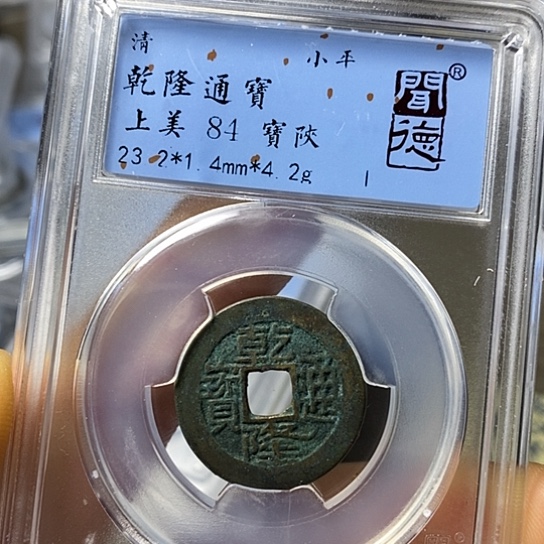 清 小平
乾隆通寶
上美 84 寶陝
23.2*1.4mm*4.2g 1
聞德®
乾隆通寶